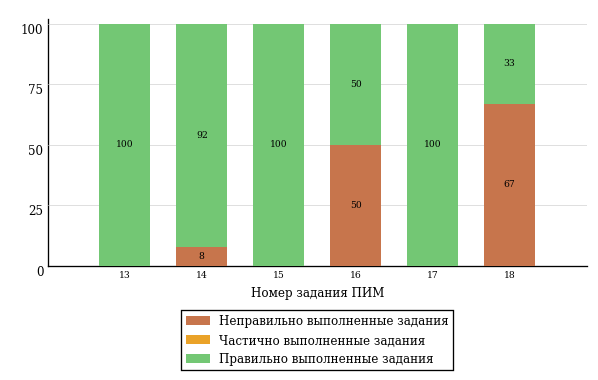 100
75
50
25
0
100
92
8
100
50
50
100
33
67
13 14 15 16 17 18
Номер задания ПИМ
Неправильно выполненные задания
Частично выполненные задания
Правильно выполненные задания